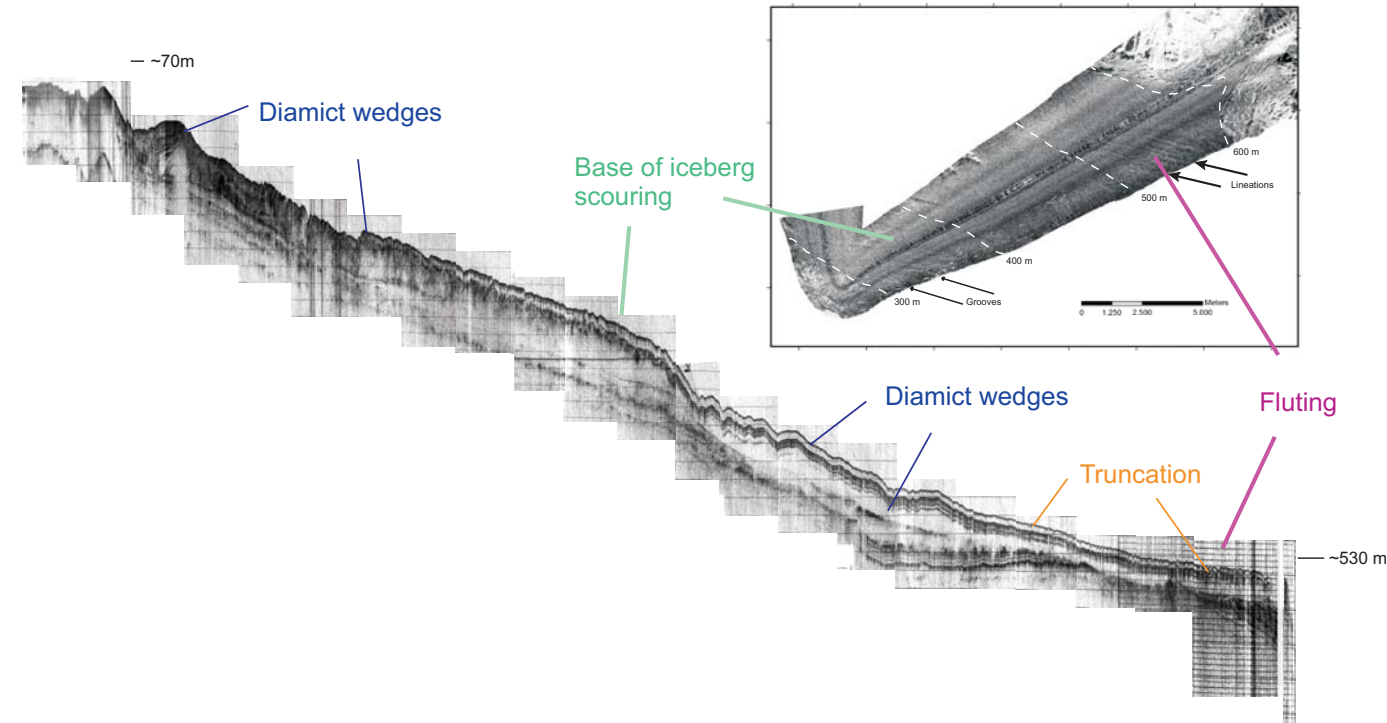 ~70m
Diamict wedges
Base of iceberg
scouring
600 m
Lineations
500 m
400 m
300 m
Grooves
Meters
0 1,250 2,500 5,000
Diamict wedges
Fluting
Truncation
~530 m